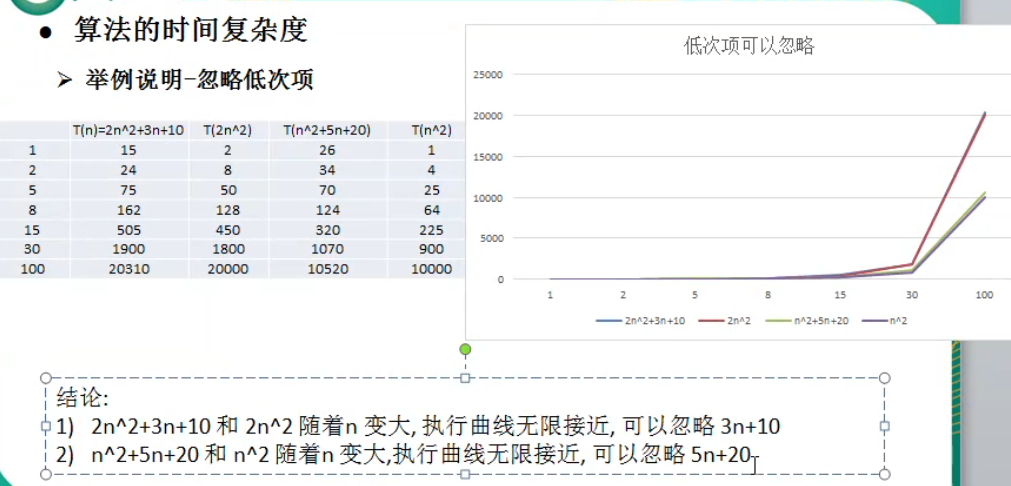 ● 算法的时间复杂度
➢ 举例说明-忽略低次项
T(n)=2n^2+3n+10 T(2n^2) T(n^2+5n+20) T(n^2)
1 15 2 26 1
2 24 8 34 4
5 75 50 70 25
8 162 128 124 64
15 505 450 320 225
30 1900 1800 1070 900
100 20310 20000 10520 10000
低次项可以忽略
25000
20000
15000
10000
5000
0
1 2 5 8 15 30 100
2n^2+3n+10 2n^2 n^2+5n+20 n^2
结论:
1) 2n^2+3n+10 和 2n^2 随着n 变大, 执行曲线无限接近, 可以忽略 3n+10
2) n^2+5n+20 和 n^2 随着n 变大,执行曲线无限接近, 可以忽略 5n+20